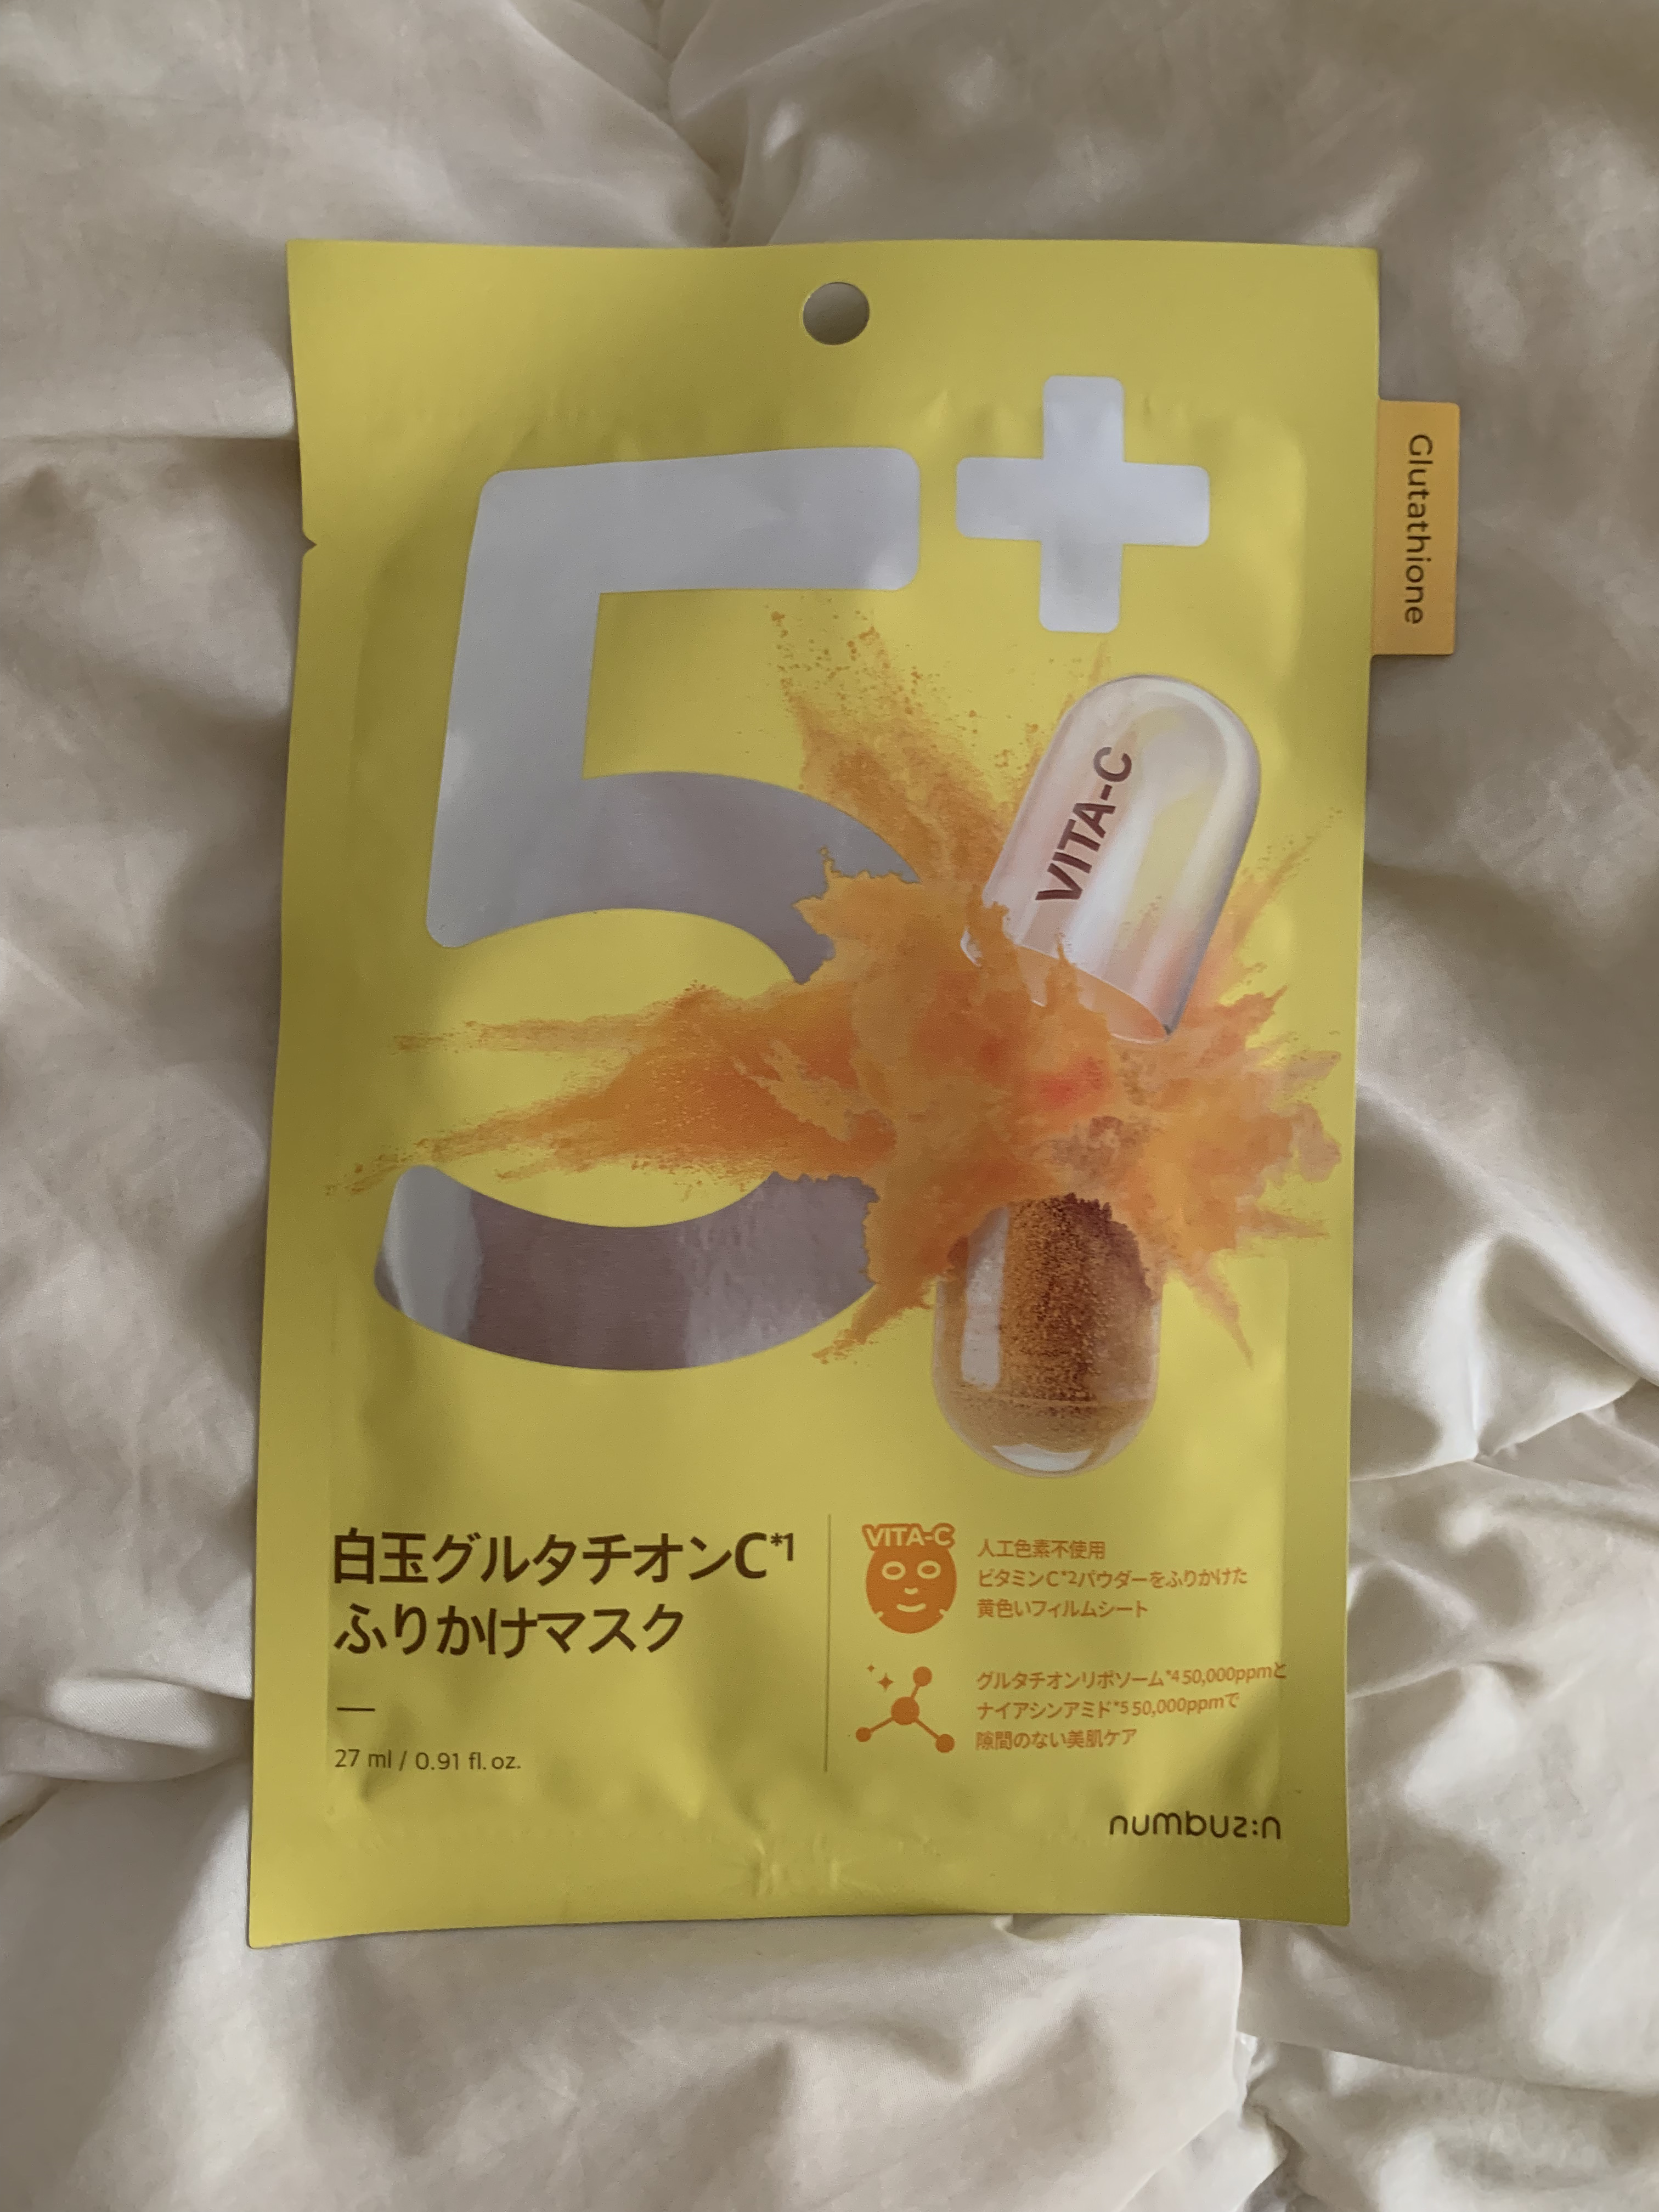 5+
Glutathione
VITA-C
白玉グルタチオンC*1
ふりかけマスク
27 ml / 0.91 fl. oz.
VITA-C
人工色素不使用
ビタミンC*2パウダーをふりかけた
黄色いフィルムシート
グルタチオンリポソーム*4 50,000ppmと
ナイアシンアミド*5 50,000ppmで
隙間のない美肌ケア
numbuz:n